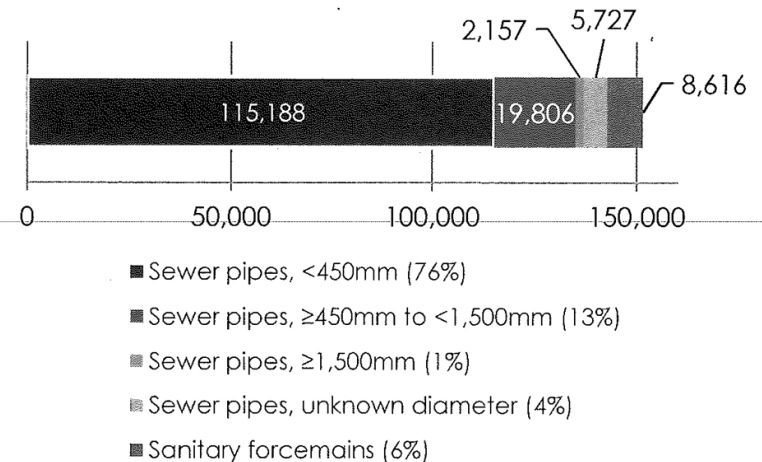 2,157 5,727
8,616
115,188 19,806
0 50,000 100,000 150,000
Sewer pipes, <450mm (76%)
Sewer pipes, ≥450mm to <1,500mm (13%)
Sewer pipes, ≥1,500mm (1%)
Sewer pipes, unknown diameter (4%)
Sanitary forcemains (6%)